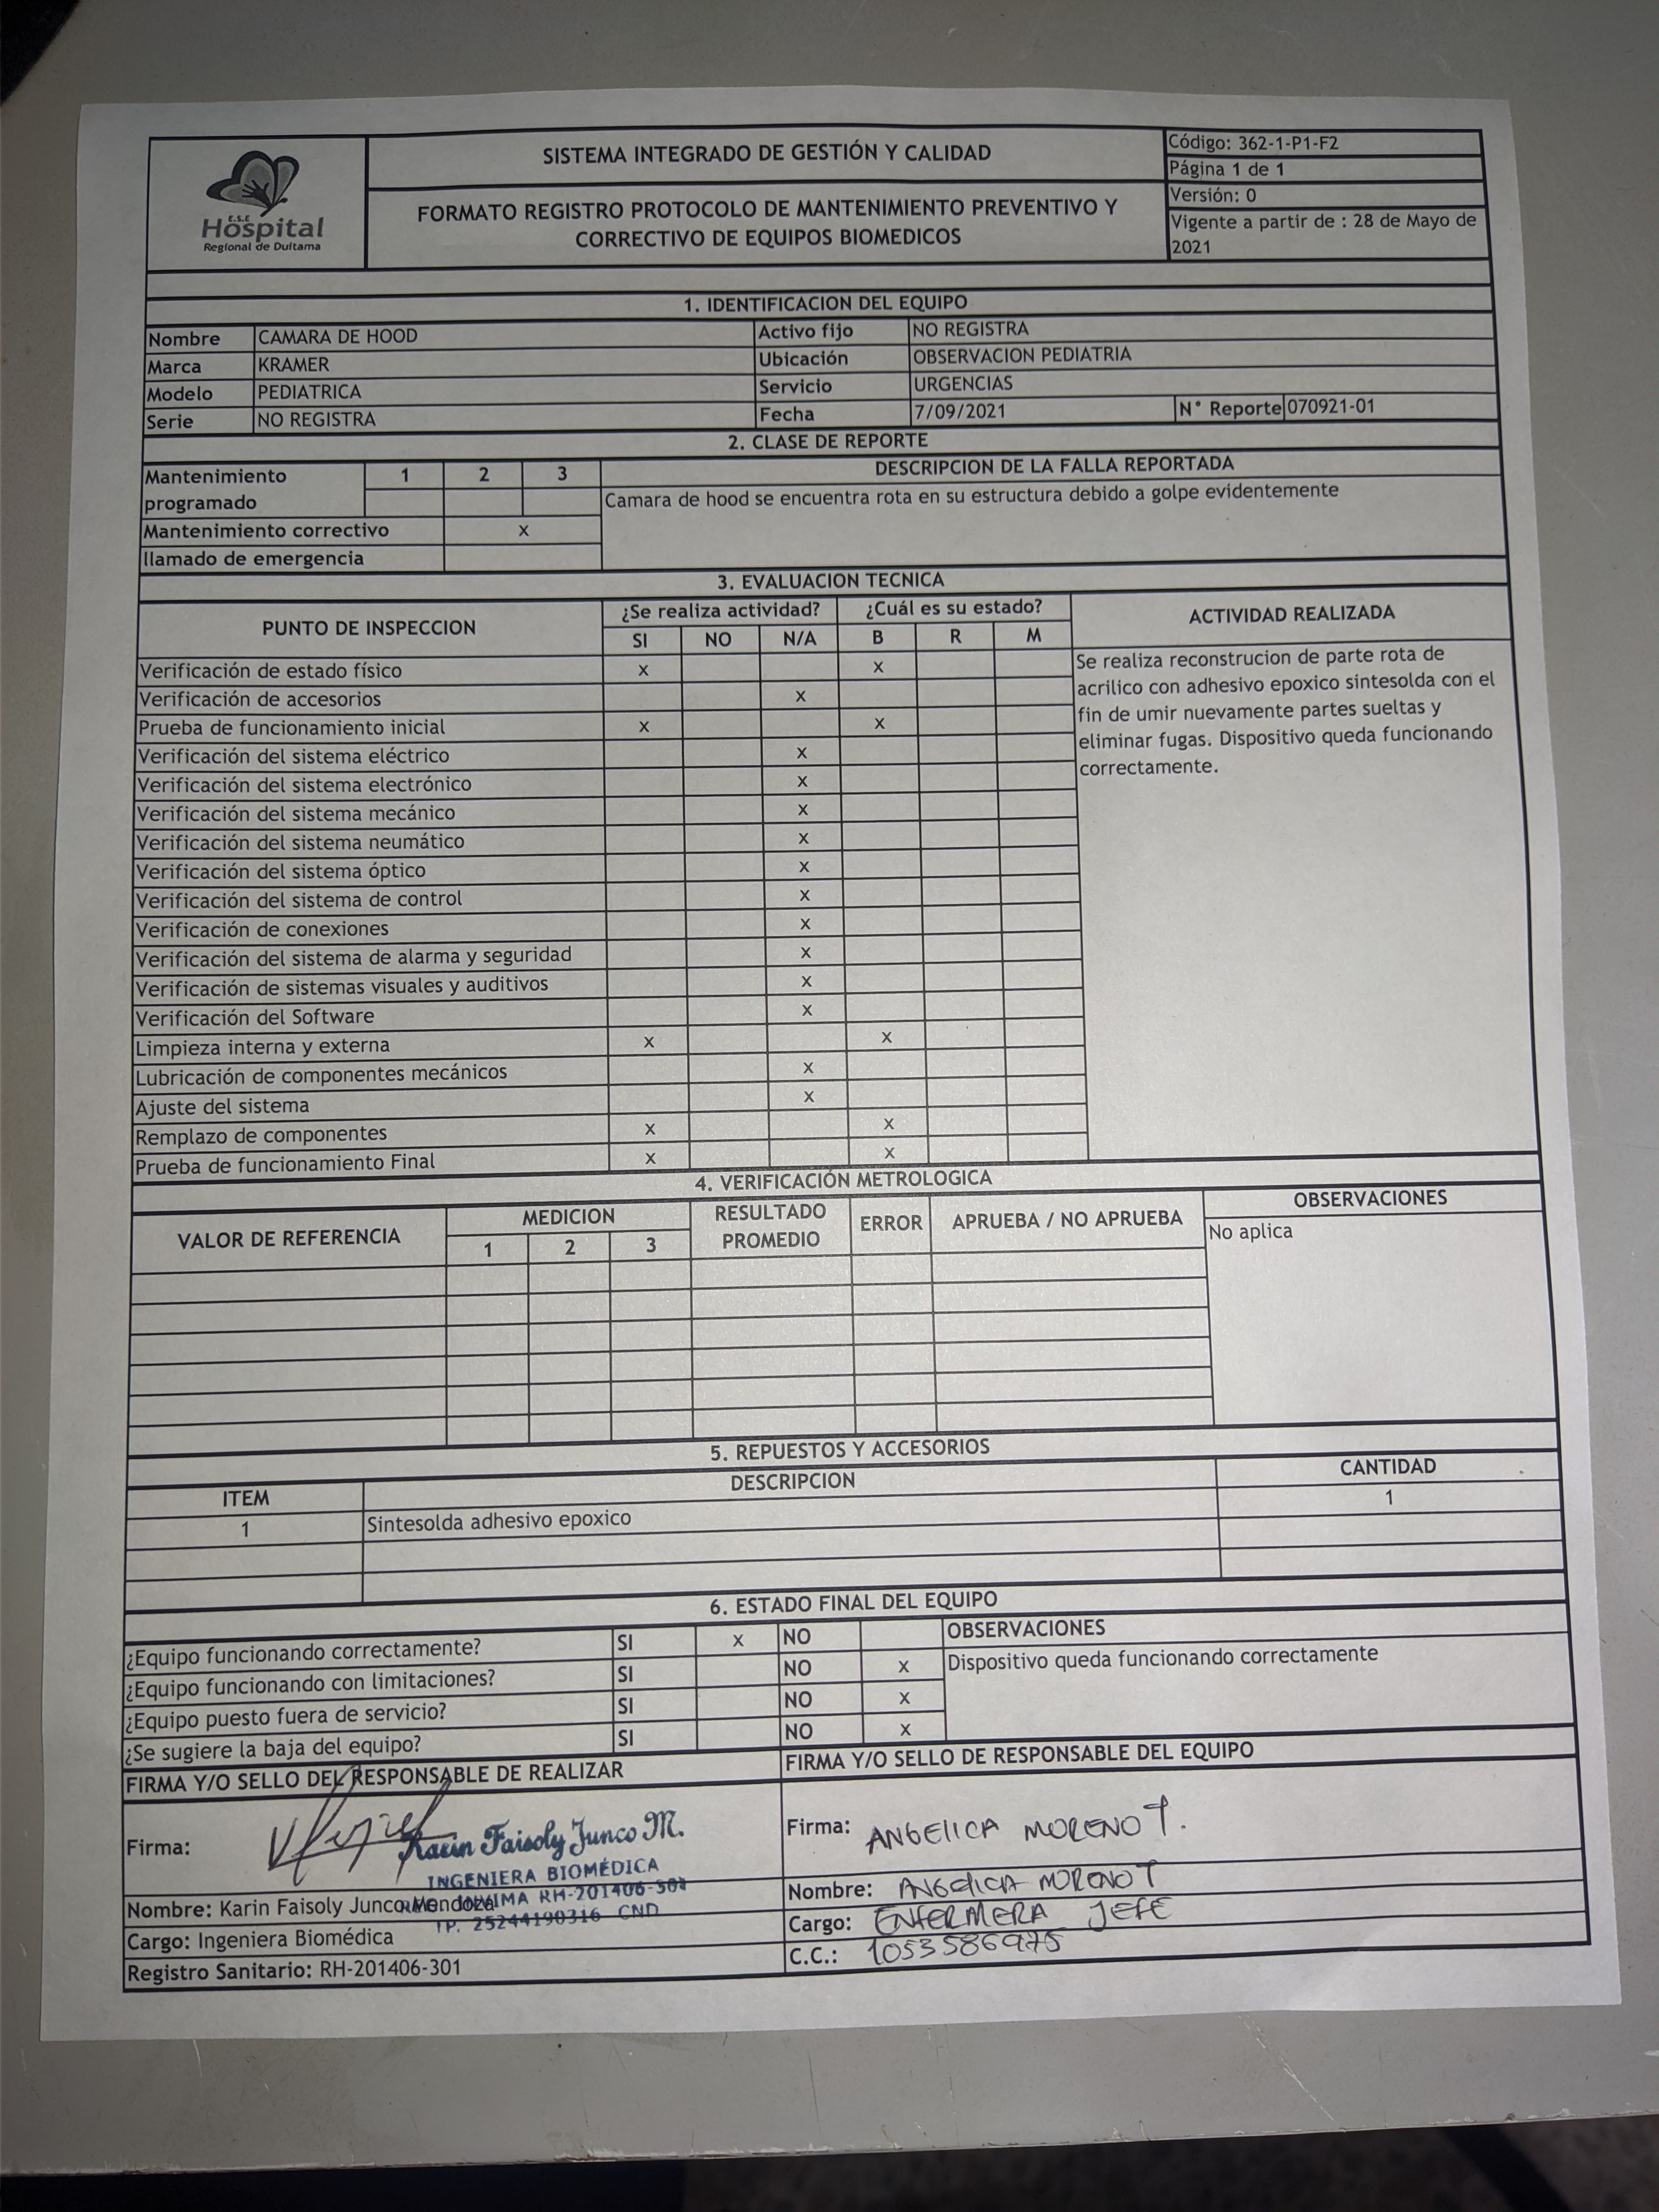 E.S.E
Hospital
Regional de Duitama
SISTEMA INTEGRADO DE GESTIÓN Y CALIDAD
FORMATO REGISTRO PROTOCOLO DE MANTENIMIENTO PREVENTIVO Y
CORRECTIVO DE EQUIPOS BIOMEDICOS
Código: 362-1-P1-F2
Página 1 de 1
Versión: 0
Vigente a partir de : 28 de Mayo de
2021
1. IDENTIFICACION DEL EQUIPO
Nombre CAMARA DE HOOD Activo fijo NO REGISTRA
Marca KRAMER Ubicación OBSERVACION PEDIATRIA
Modelo PEDIATRICA Servicio URGENCIAS
Serie NO REGISTRA Fecha 7/09/2021 N° Reporte 070921-01
2. CLASE DE REPORTE
Mantenimiento programado 1 2 3 DESCRIPCION DE LA FALLA REPORTADA
Camara de hood se encuentra rota en su estructura debido a golpe evidentemente
Mantenimiento correctivo x
llamado de emergencia
3. EVALUACION TECNICA
PUNTO DE INSPECCION ¿Se realiza actividad? ¿Cuál es su estado? ACTIVIDAD REALIZADA
SI NO N/A B R M
Verificación de estado físico x x
Verificación de accesorios x
Prueba de funcionamiento inicial x x
Verificación del sistema eléctrico x
Verificación del sistema electrónico x
Verificación del sistema mecánico x
Verificación del sistema neumático x
Verificación del sistema óptico x
Verificación del sistema de control x
Verificación de conexiones x
Verificación del sistema de alarma y seguridad x
Verificación de sistemas visuales y auditivos x
Verificación del Software x
Limpieza interna y externa x x
Lubricación de componentes mecánicos x
Ajuste del sistema x
Remplazo de componentes x x
Prueba de funcionamiento Final x x
Se realiza reconstrucion de parte rota de
acrilico con adhesivo epoxico sintesolda con el
fin de umir nuevamente partes sueltas y
eliminar fugas. Dispositivo queda funcionando
correctamente.
4. VERIFICACIÓN METROLOGICA
VALOR DE REFERENCIA MEDICION RESULTADO PROMEDIO ERROR APRUEBA / NO APRUEBA OBSERVACIONES
1 2 3
No aplica
5. REPUESTOS Y ACCESORIOS
ITEM DESCRIPCION CANTIDAD
1 Sintesolda adhesivo epoxico 1
6. ESTADO FINAL DEL EQUIPO
¿Equipo funcionando correctamente? SI x NO OBSERVACIONES
¿Equipo funcionando con limitaciones? SI NO x Dispositivo queda funcionando correctamente
¿Equipo puesto fuera de servicio? SI NO x
¿Se sugiere la baja del equipo? SI NO x
FIRMA Y/O SELLO DEL RESPONSABLE DE REALIZAR
Firma:
Karin Faisoly Junco M.
INGENIERA BIOMÉDICA
INVIMA RH-201406-301
TP. 25244190316 CND
Nombre: Karin Faisoly Junco Mendoza
Cargo: Ingeniera Biomédica
Registro Sanitario: RH-201406-301
FIRMA Y/O SELLO DE RESPONSABLE DEL EQUIPO
Firma: ANGELICA MORENO T.
Nombre: ANGELICA MORENO T
Cargo: ENFERMERA JEFE
C.C.: 1053586975